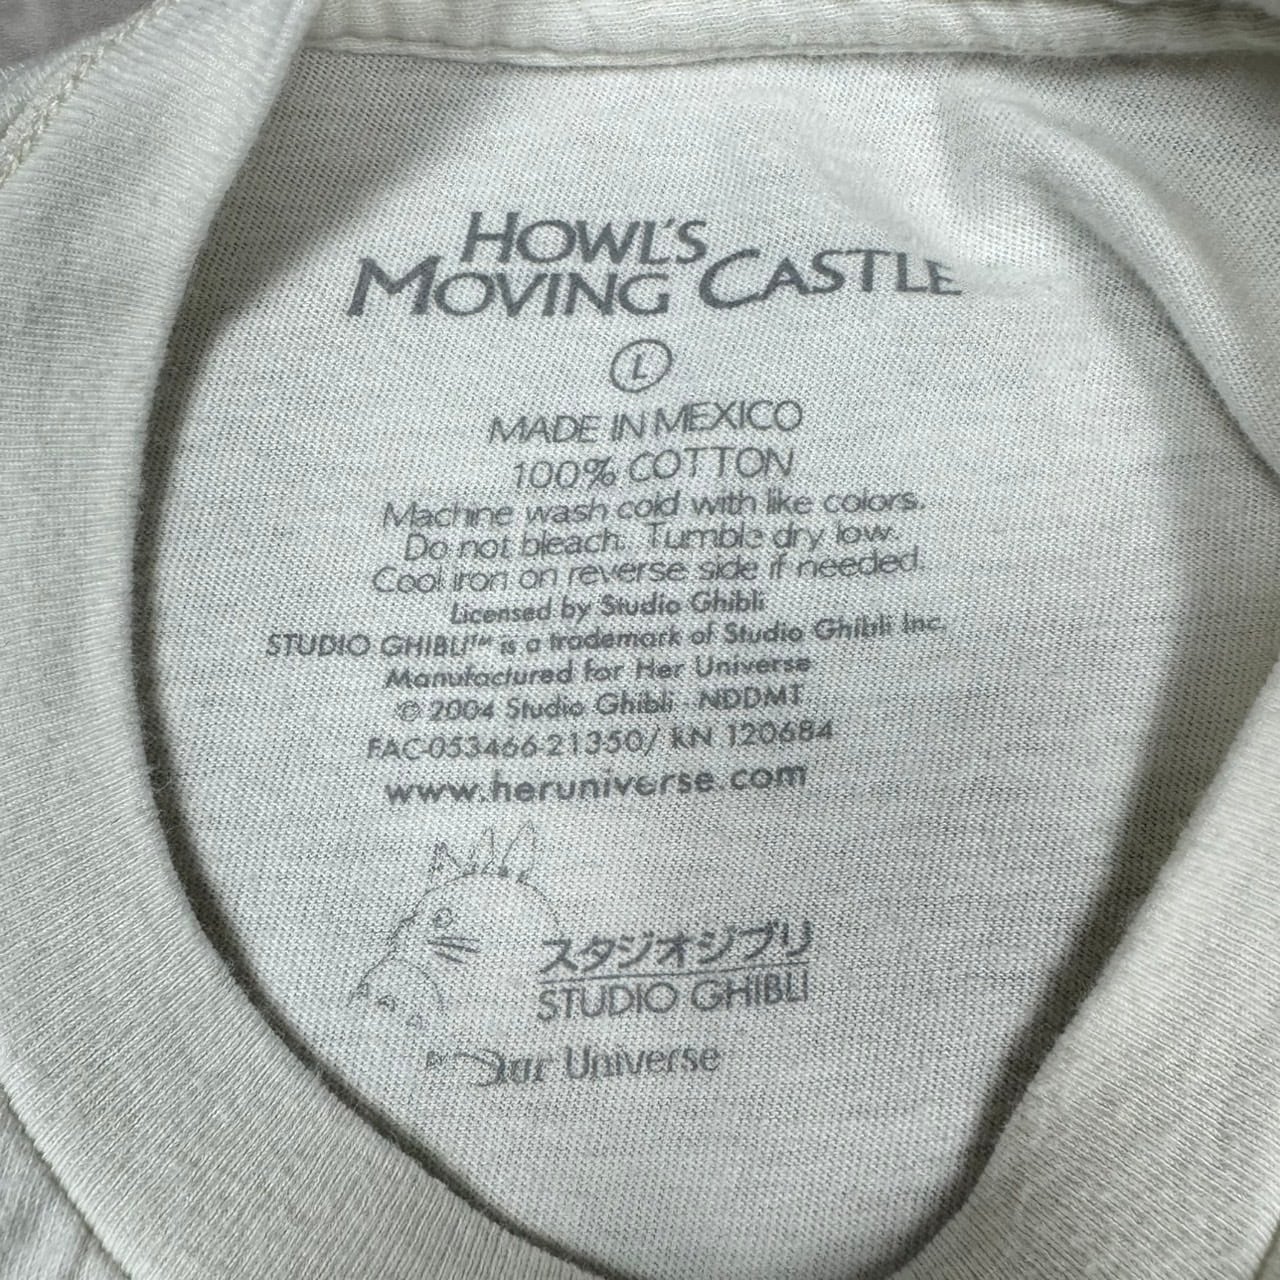 HOWL'S
MOVING CASTLE
L
MADE IN MEXICO
100% COTTON
Machine wash cold with like colors.
Do not bleach. Tumble dry low.
Cool iron on reverse side if needed.
Licensed by Studio Ghibli
STUDIO GHIBLI™ is a trademark of Studio Ghibli Inc.
Manufactured for Her Universe
© 2004 Studio Ghibli - NDDMT
FAC-053466-21350/ RN 120684
www.heruniverse.com
スタジオジブリ
STUDIO GHIBLI
Her Universe